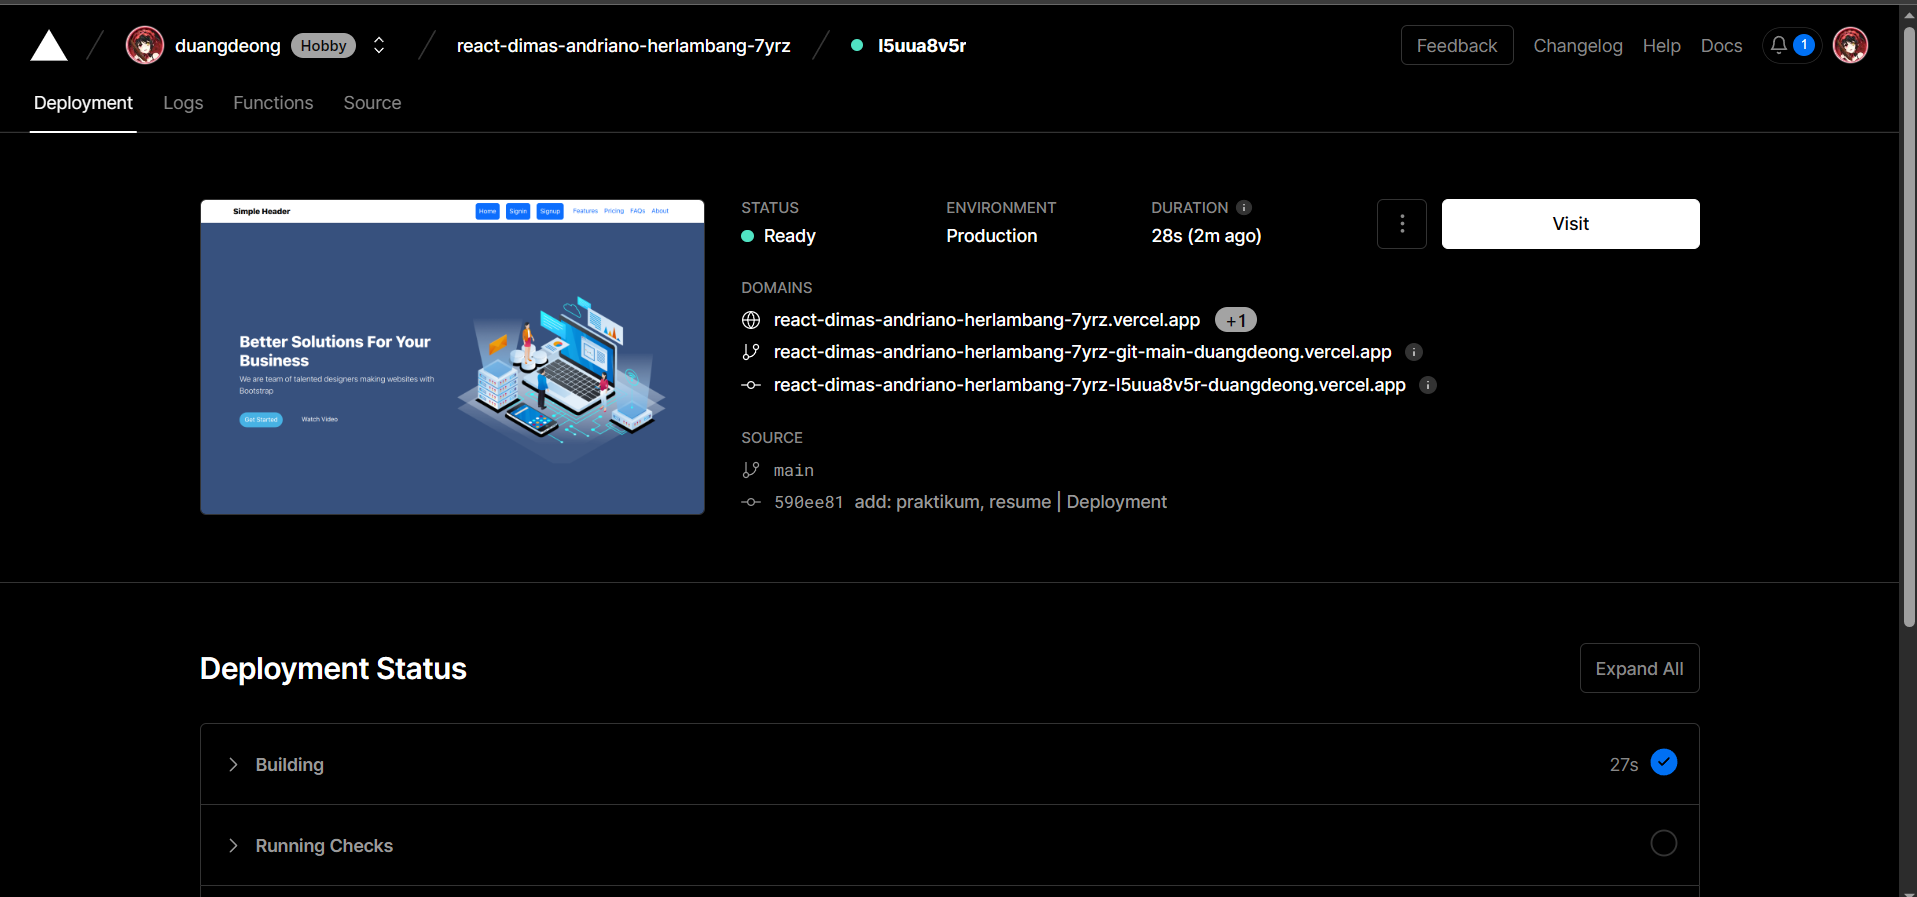 duangdeong Hobby react-dimas-andriano-herlambang-7yrz l5uua8v5r Feedback Changelog Help Docs 1
Deployment Logs Functions Source
Simple Header Home Signin Signup Features Pricing FAQs About
Better Solutions For Your
Business
We are team of talented designers making websites with
Bootstrap
Get Started Watch Video
STATUS ENVIRONMENT DURATION
Ready Production 28s (2m ago) Visit
DOMAINS
react-dimas-andriano-herlambang-7yrz.vercel.app +1
react-dimas-andriano-herlambang-7yrz-git-main-duangdeong.vercel.app
react-dimas-andriano-herlambang-7yrz-l5uua8v5r-duangdeong.vercel.app
SOURCE
main
590ee81 add: praktikum, resume | Deployment
Deployment Status Expand All
Building 27s
Running Checks